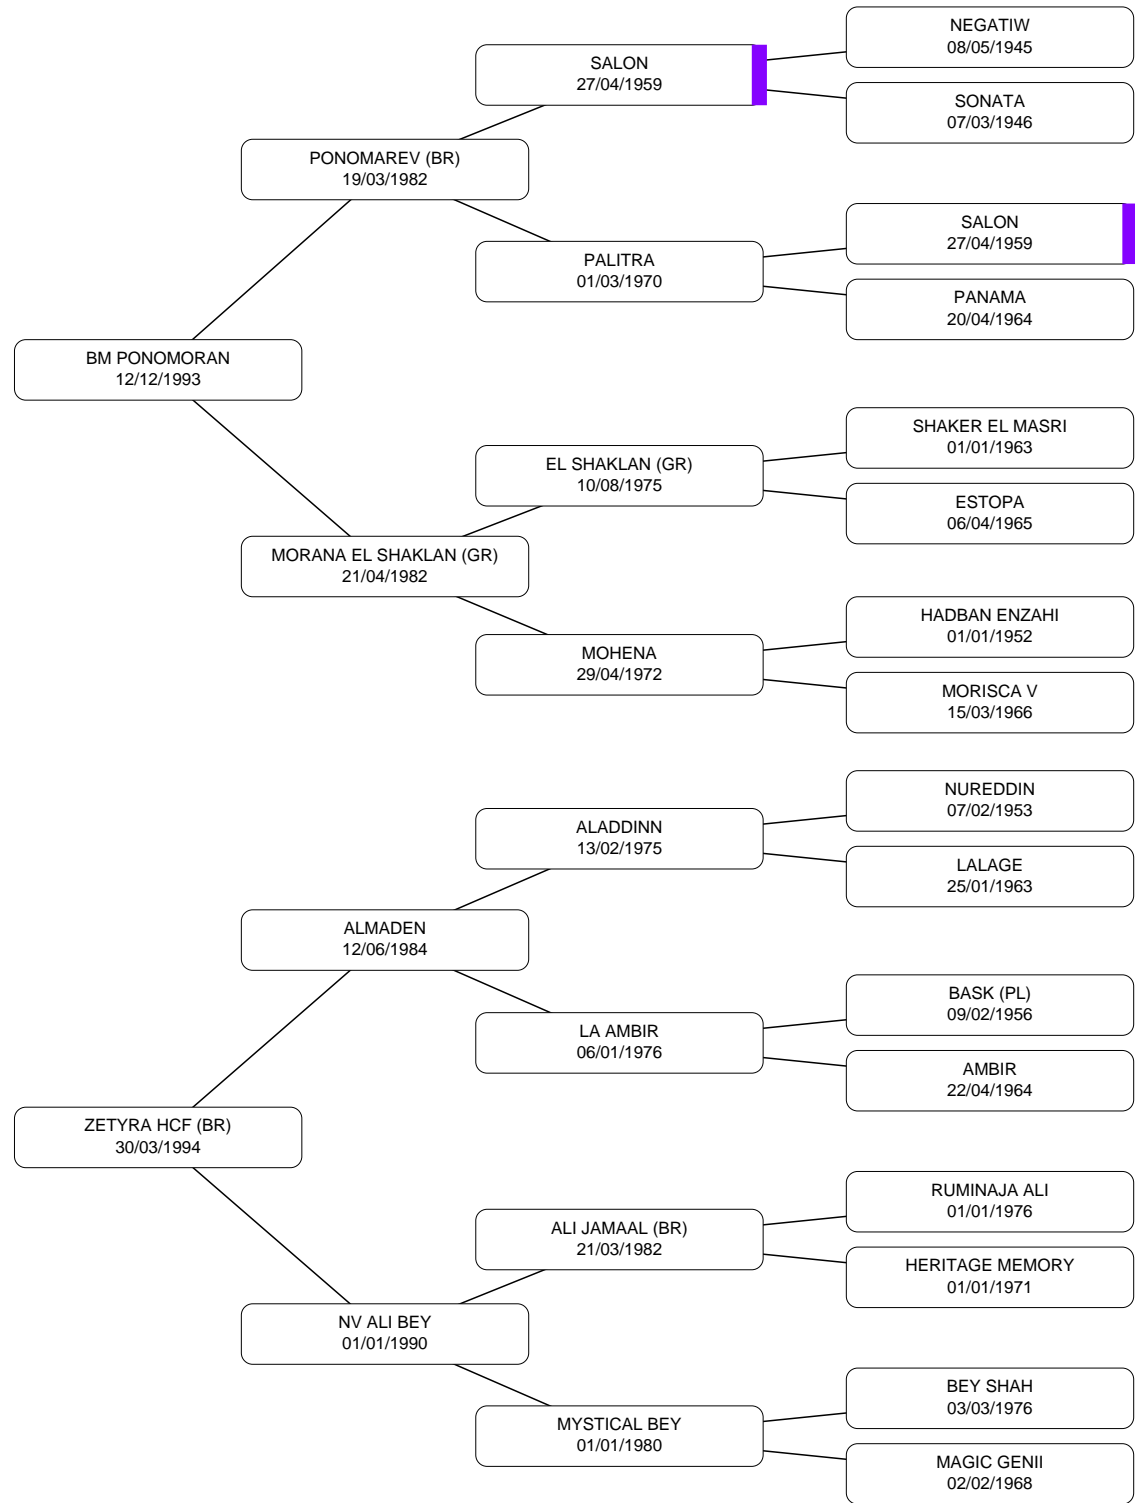 NEGATIW
08/05/1945
SALON
27/04/1959
SONATA
07/03/1946
PONOMAREV (BR)
19/03/1982
SALON
27/04/1959
PALITRA
01/03/1970
PANAMA
20/04/1964
BM PONOMORAN
12/12/1993
SHAKER EL MASRI
01/01/1963
EL SHAKLAN (GR)
10/08/1975
ESTOPA
06/04/1965
MORANA EL SHAKLAN (GR)
21/04/1982
HADBAN ENZAHI
01/01/1952
MOHENA
29/04/1972
MORISCA V
15/03/1966
NUREDDIN
07/02/1953
ALADDINN
13/02/1975
LALAGE
25/01/1963
ALMADEN
12/06/1984
BASK (PL)
09/02/1956
LA AMBIR
06/01/1976
AMBIR
22/04/1964
ZETYRA HCF (BR)
30/03/1994
RUMINAJA ALI
01/01/1976
ALI JAMAAL (BR)
21/03/1982
HERITAGE MEMORY
01/01/1971
NV ALI BEY
01/01/1990
BEY SHAH
03/03/1976
MYSTICAL BEY
01/01/1980
MAGIC GENII
02/02/1968